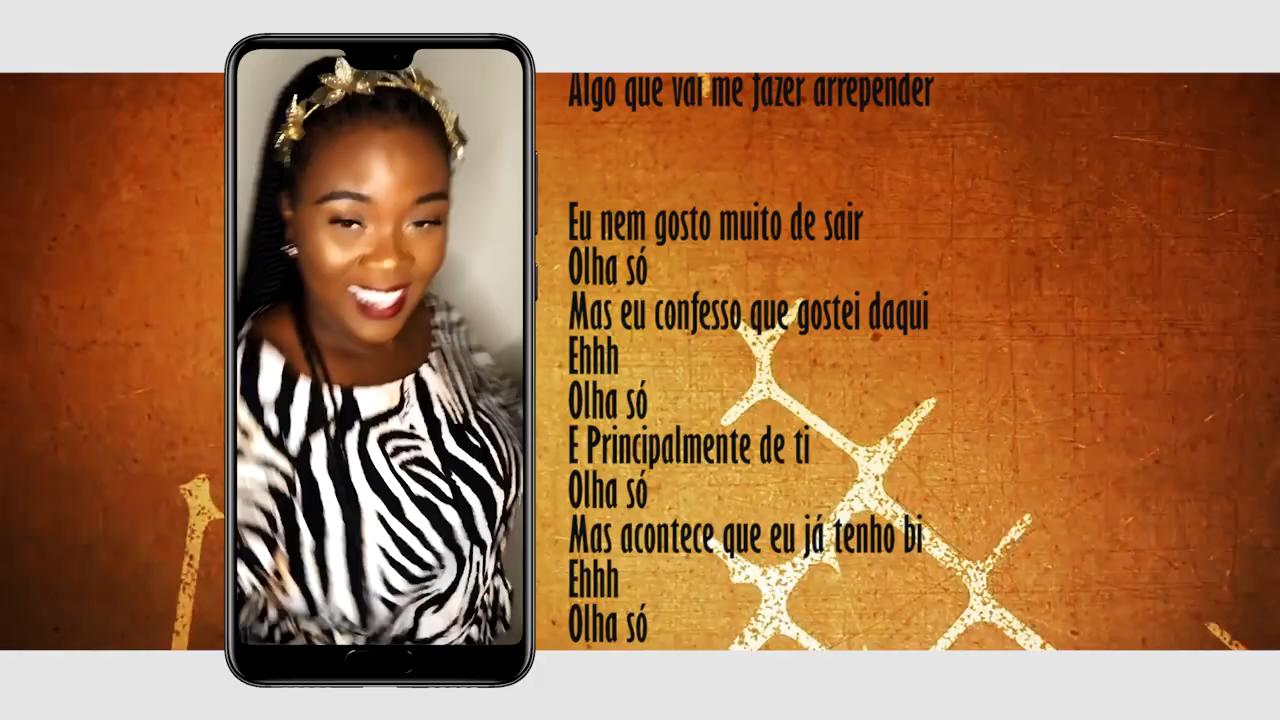 Algo que vai me fazer arrepender
Eu nem gosto muito de sair
Olha só
Mas eu confesso que gostei daqui
Ehhh
Olha só
E Principalmente de ti
Olha só
Mas acontece que eu já tenho bi
Ehhh
Olha só